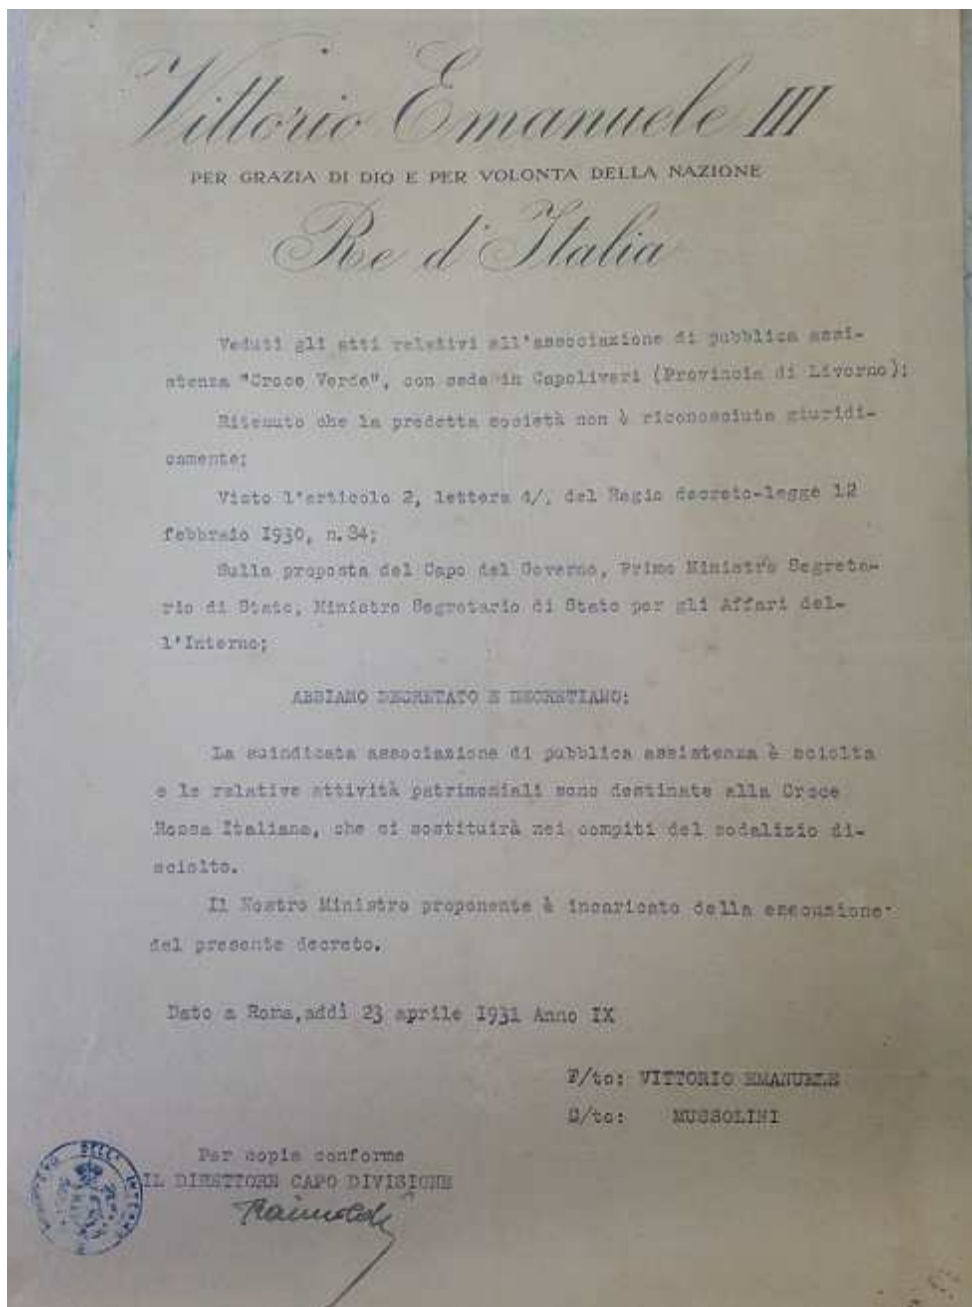 Vittorio Emanuele III
PER GRAZIA DI DIO E PER VOLONTA DELLA NAZIONE
Re d'Italia
Veduti gli atti relativi all'associazione di pubblica assi-
stenza "Croce Verde", con sede in Capoliveri (Provincia di Livorno);
Ritenuto che la predetta società non è riconosciuta giuridi-
camente;
Visto l'articolo 2, lettera d/, del Regio decreto-legge 12
febbraio 1930, n.84;
Sulla proposta del Capo del Governo, Primo Ministro Segreta-
rio di Stato, Ministro Segretario di Stato per gli Affari del-
l'Interno;
ABBIAMO DECRETATO E DECRETIAMO:
La suindicata associazione di pubblica assistenza è sciolta
e le relative attività patrimoniali sono destinate alla Croce
Rossa Italiana, che si sostituirà nei compiti del sodalizio di-
sciolto.
Il Nostro Ministro proponente è incaricato della esecuzione
del presente decreto.
Dato a Roma, addì 23 aprile 1931 Anno IX
F/to: VITTORIO EMANUELE
C/to: MUSSOLINI
Per copia conforme
IL DIRETTORE CAPO DIVISIONE
MINISTERO DELL'INTERNO